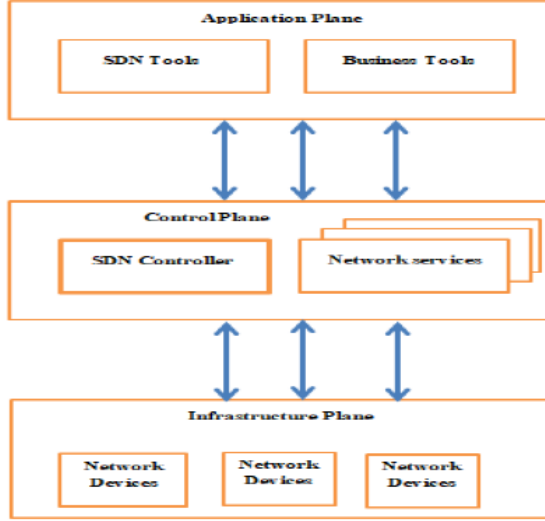 Application Plane
SDN Tools
Business Tools
Control Plane
SDN Controller
Network services
Infrastructure Plane
Network
Devices
Network
Devices
Network
Devices